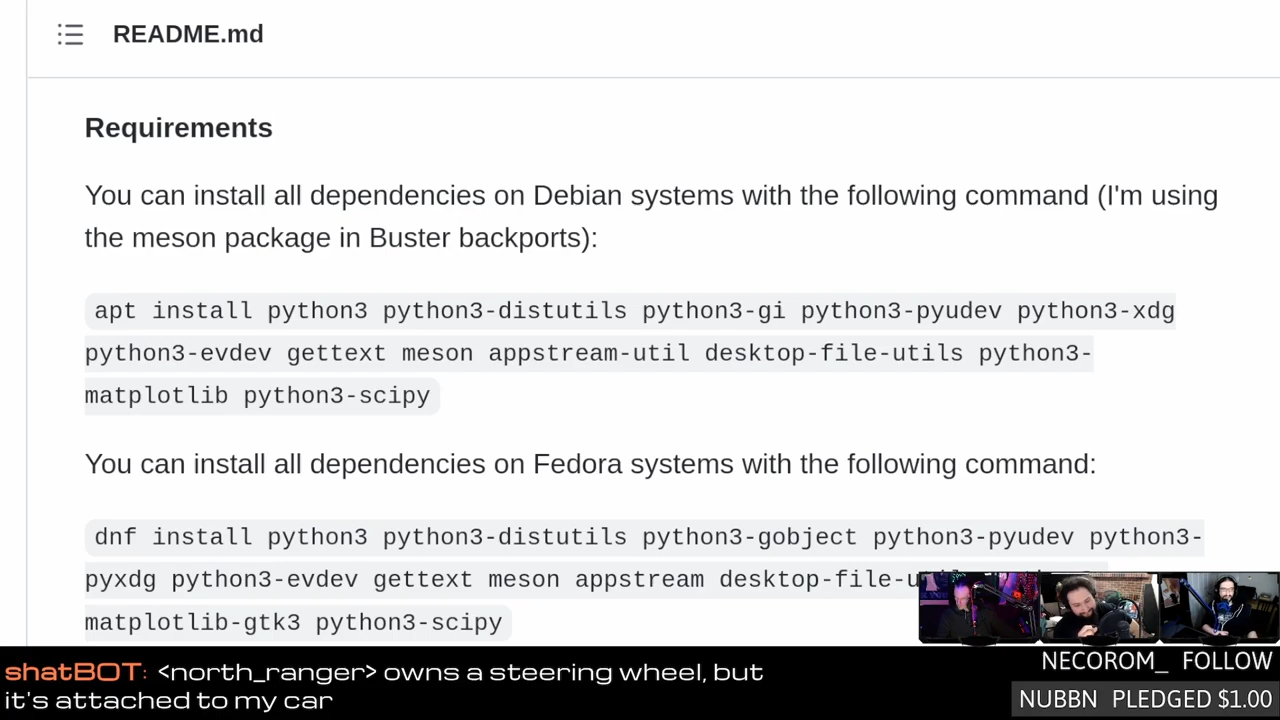 README.md
Requirements
You can install all dependencies on Debian systems with the following command (I'm using
the meson package in Buster backports):
apt install python3 python3-distutils python3-gi python3-pyudev python3-xdg
python3-evdev gettext meson appstream-util desktop-file-utils python3-
matplotlib python3-scipy
You can install all dependencies on Fedora systems with the following command:
dnf install python3 python3-distutils python3-gobject python3-pyudev python3-
pyxdg python3-evdev gettext meson appstream
matplotlib-gtk3 python3-scipy
shatBOT: <north_ranger> owns a steering wheel, but
it's attached to my car
NECOROM_ FOLLOW
NUBBN PLEDGED $1.00